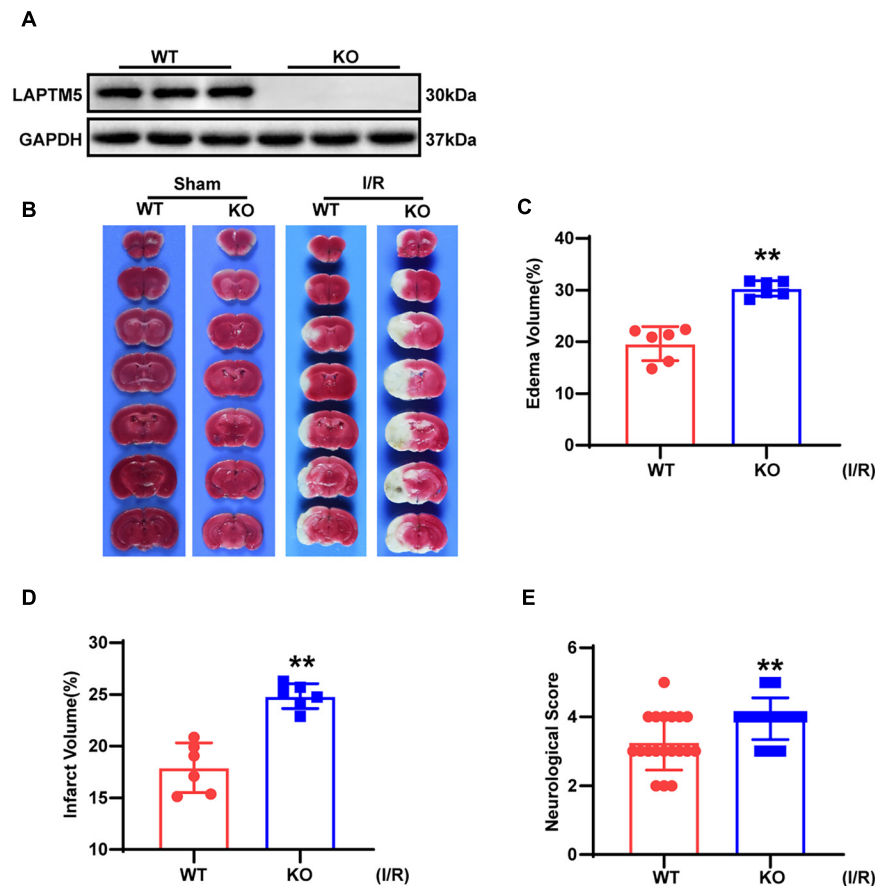 A
WT KO
LAPTM5 30kDa
GAPDH 37kDa
B
Sham I/R
WT KO WT KO
C
Edema Volume(%)
40
30
20
10
0
**
WT KO (I/R)
D
Infarct Volume(%)
30
25
20
15
10
**
WT KO (I/R)
E
Neurological Score
6
4
2
0
**
WT KO (I/R)